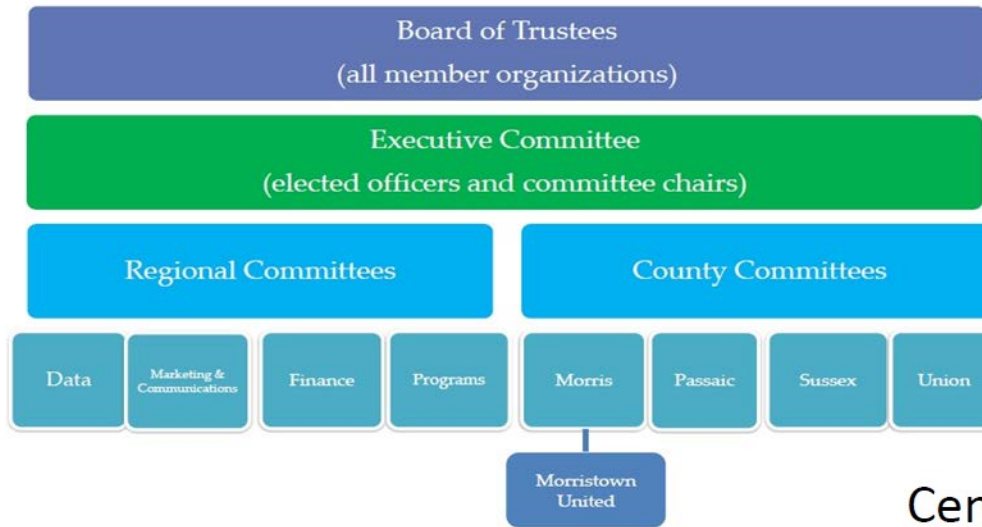 Board of Trustees
(all member organizations)
Executive Committee
(elected officers and committee chairs)
Regional Committees
County Committees
Data
Marketing &
Communications
Finance
Programs
Morris
Passaic
Sussex
Union
Morristown
United
Cer